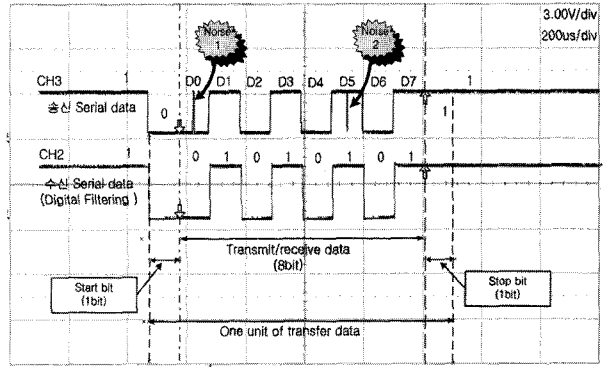 3.00V/div
200us/div
Noise
1
Noise
2
CH3 1 D0 D1 D2 D3 D4 D5 D6 D7 1
송신 Serial data 0 1
CH2 1 0 1 0 1 0 1 0 1
수신 Serial data
(Digital Filtering )
Transmit/receive data
(8bit)
Start bit
(1bit)
Stop bit
(1bit)
One unit of transfer data